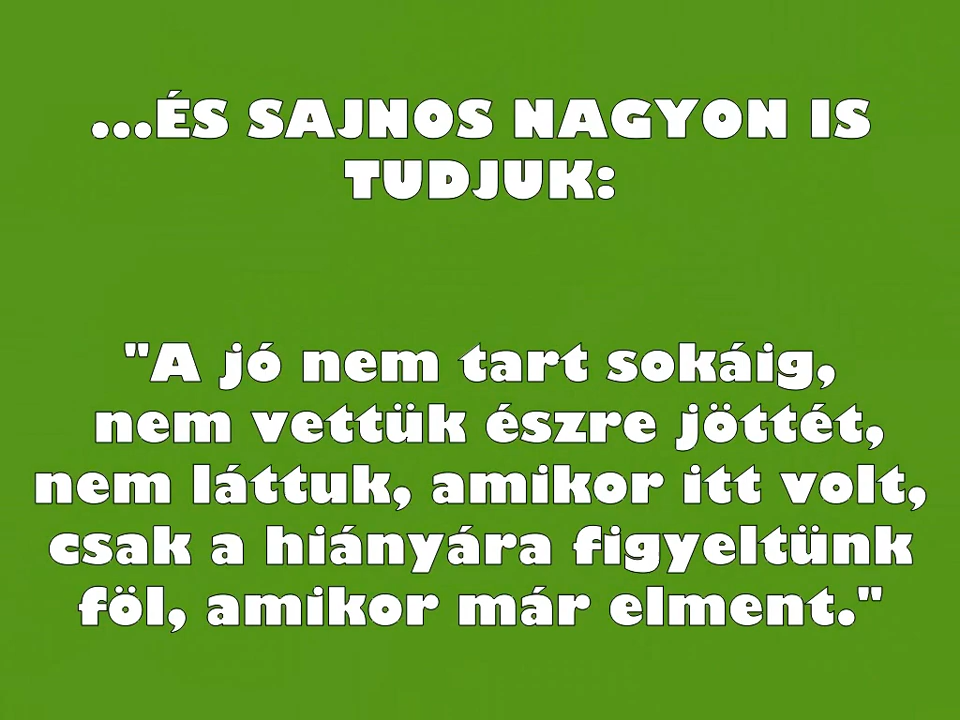 ...ÉS SAJNOS NAGYON IS
TUDJUK:
"A jó nem tart sokáig,
nem vettük észre jöttét,
nem láttuk, amikor itt volt,
csak a hiányára figyeltünk
föl, amikor már elment."